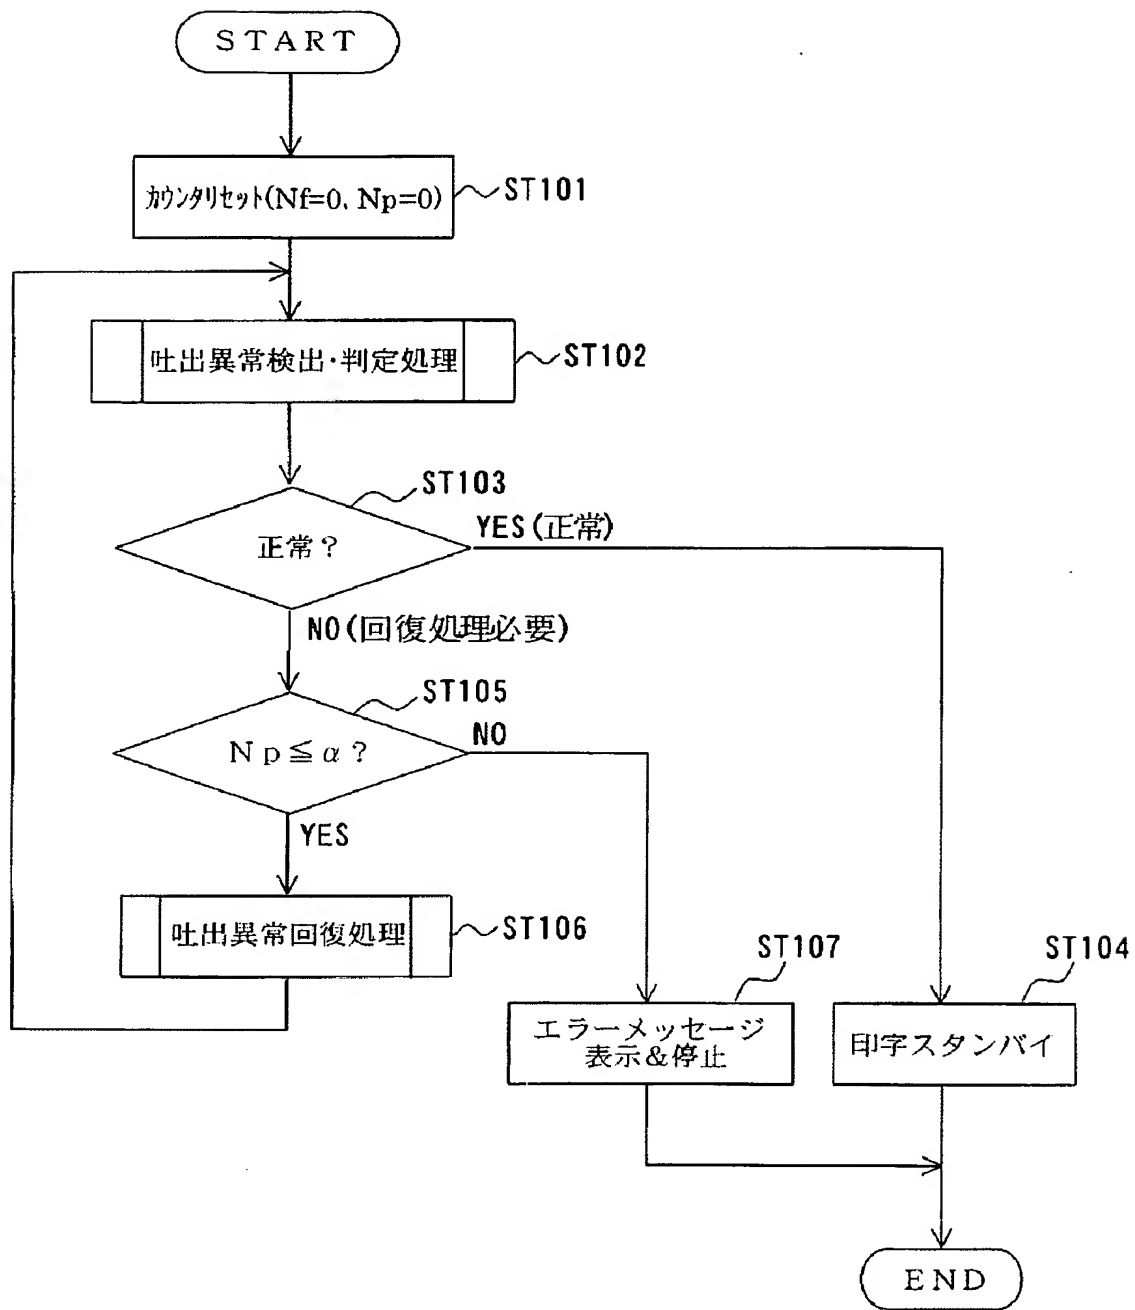 START
カウンタリセット(Nf=0、Np=0)
ST101
吐出異常検出・判定処理
ST102
ST103
正常？
YES(正常)
NO(回復処理必要)
ST105
Np≦α？
NO
YES
吐出異常回復処理
ST106
ST107
エラーメッセージ
表示＆停止
ST104
印字スタンバイ
END